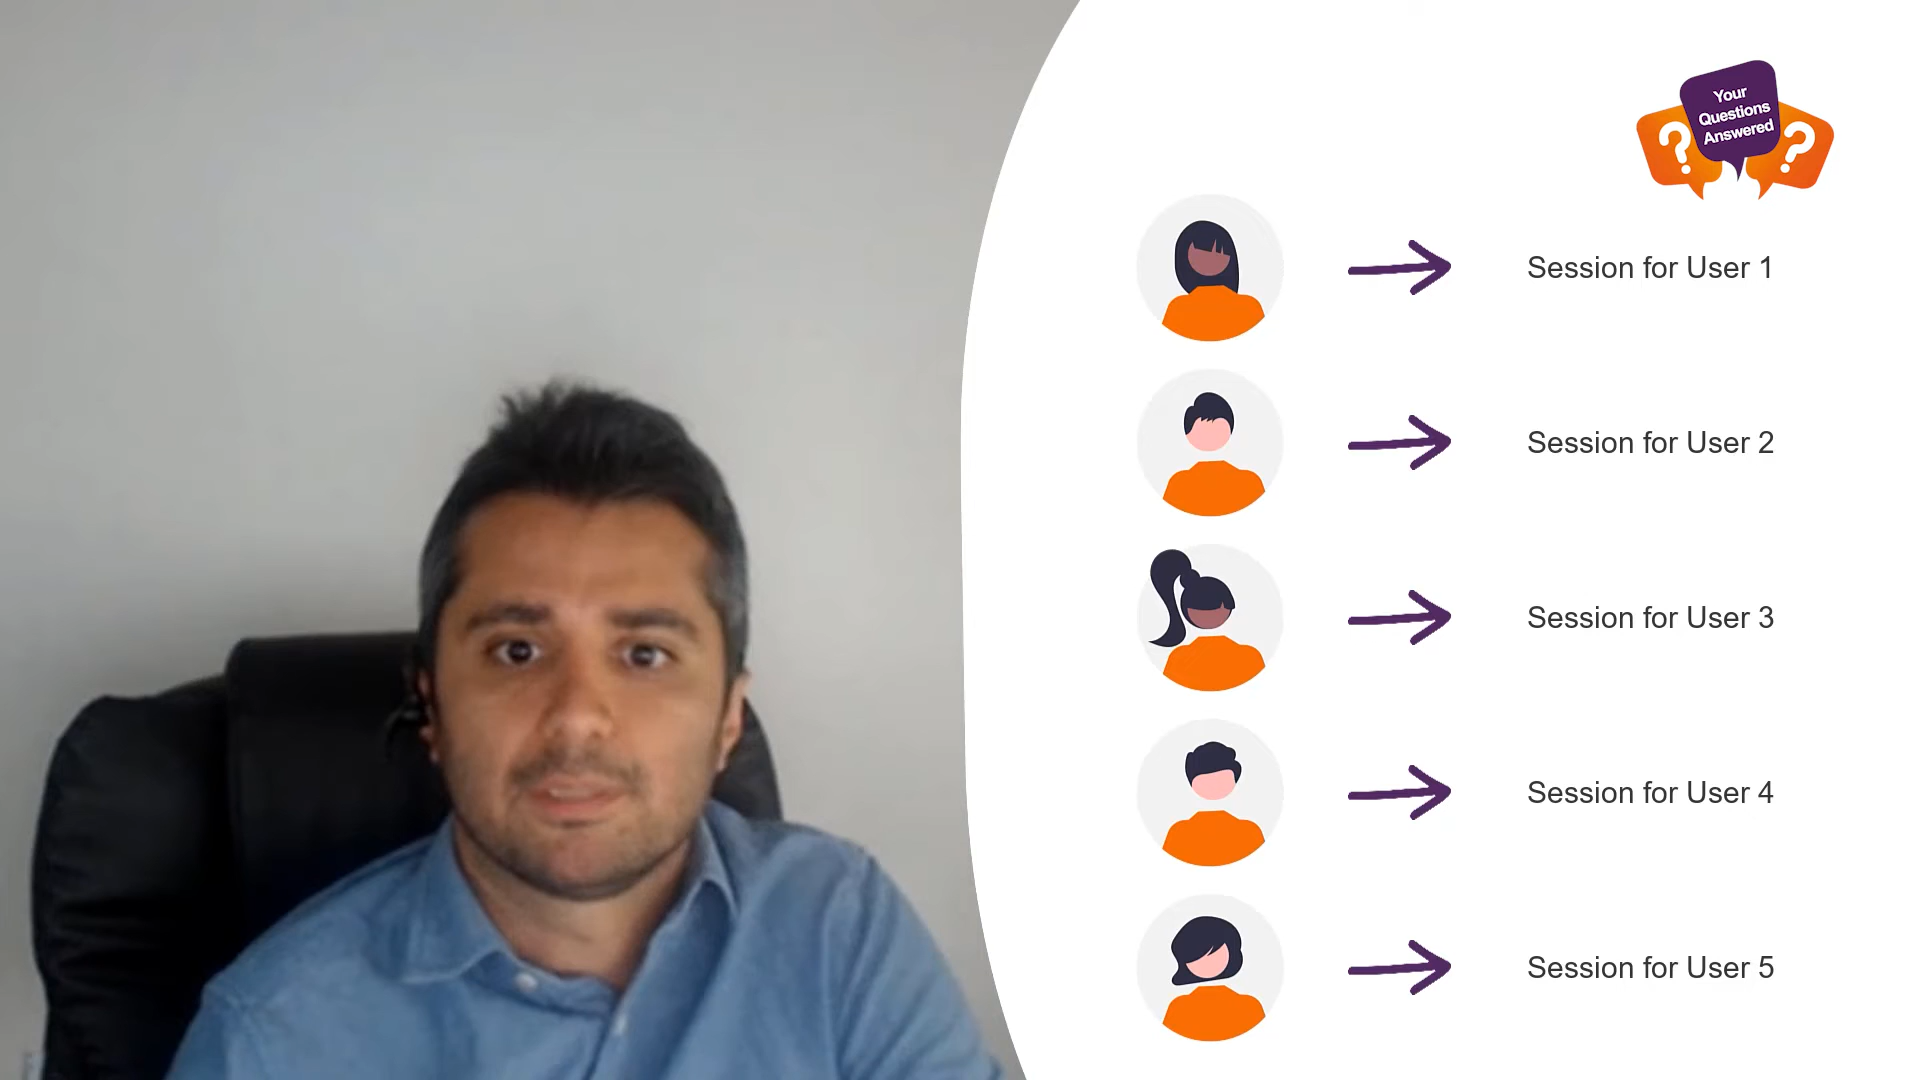 Your
Questions
Answered
? ?
Session for User 1
Session for User 2
Session for User 3
Session for User 4
Session for User 5